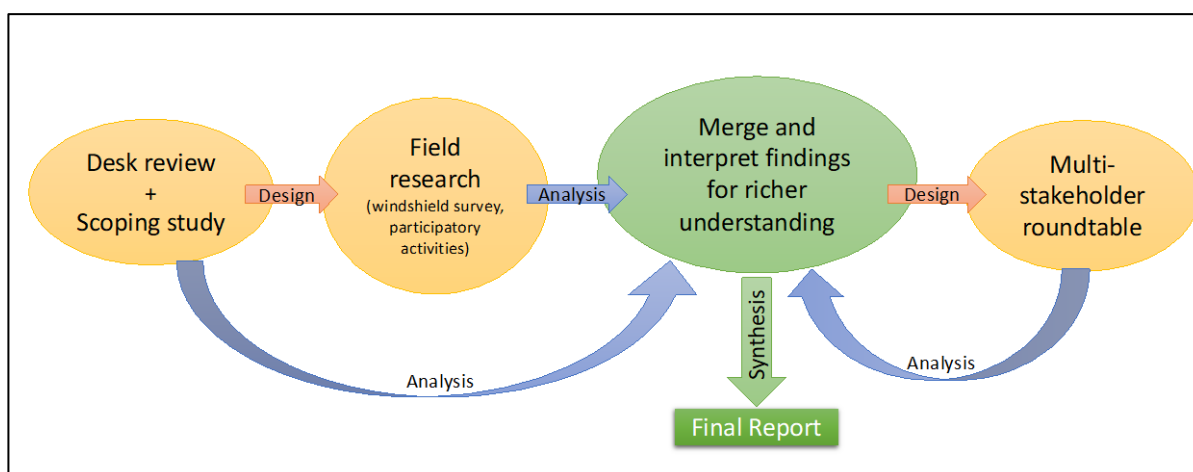 Desk review
+
Scoping study
Design
Field
research
(windshield survey,
participatory
activities)
Analysis
Merge and
interpret findings
for richer
understanding
Design
Multi-
stakeholder
roundtable
Analysis
Synthesis
Analysis
Final Report